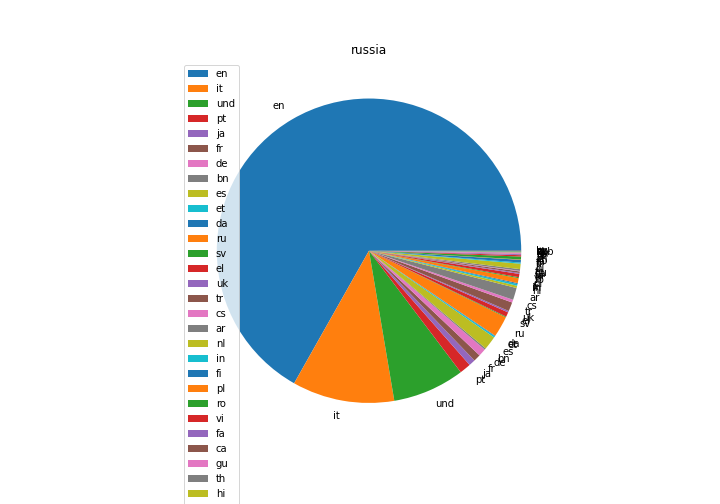 russia
en
it
und
pt
ja
fr
de
bn
es
et
da
ru
sv
el
uk
tr
cs
ar
nl
in
fi
pl
ro
vi
fa
ca
gu
th
hi
en
it
und
pt
ja
fr
de
bn
es
ru
sv
uk
tr
cs
ar